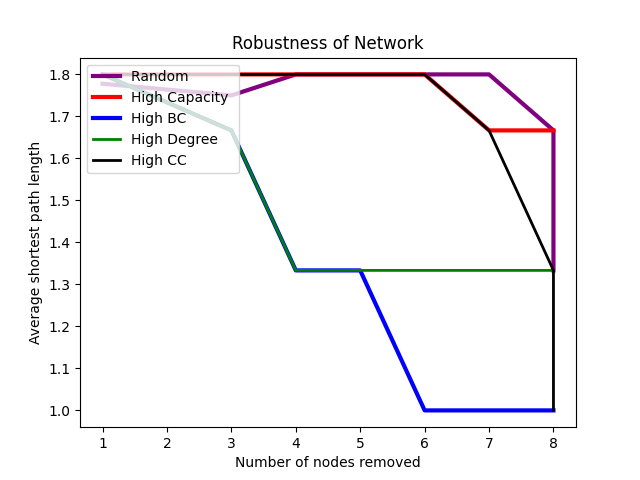 Robustness of Network
Average shortest path length
1.8
1.7
1.6
1.5
1.4
1.3
1.2
1.1
1.0
Random
High Capacity
High BC
High Degree
High CC
1 2 3 4 5 6 7 8
Number of nodes removed